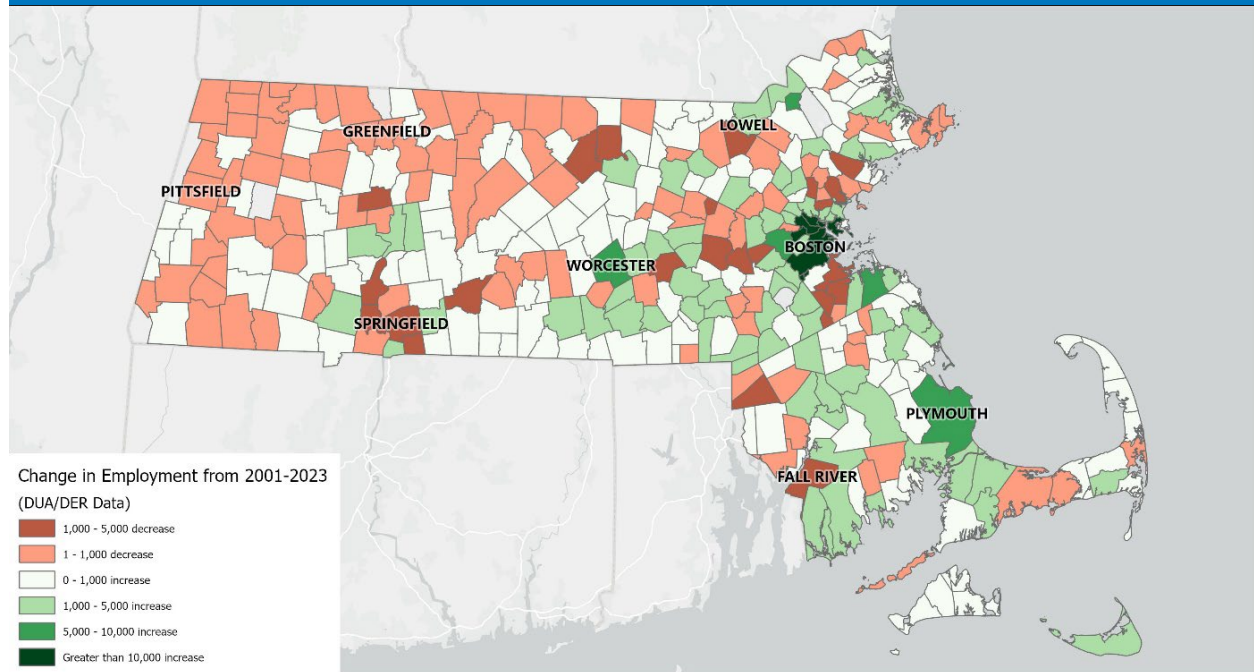 LOWELL
GREENFIELD
PITTSFIELD
BOSTON
WORCESTER
SPRINGFIELD
PLYMOUTH
FALL RIVER
Change in Employment from 2001-2023
(DUA/DER Data)
1,000 - 5,000 decrease
1 - 1,000 decrease
0 - 1,000 increase
1,000 - 5,000 increase
5,000 - 10,000 increase
Greater than 10,000 increase